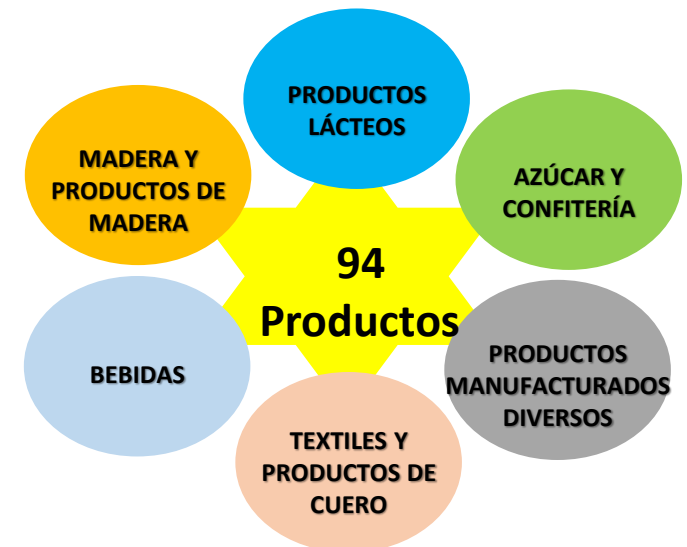 PRODUCTOS
LÁCTEOS
MADERA Y
PRODUCTOS DE
MADERA
AZÚCAR Y
CONFITERÍA
94
Productos
BEBIDAS
PRODUCTOS
MANUFACTURADOS
DIVERSOS
TEXTILES Y
PRODUCTOS DE
CUERO